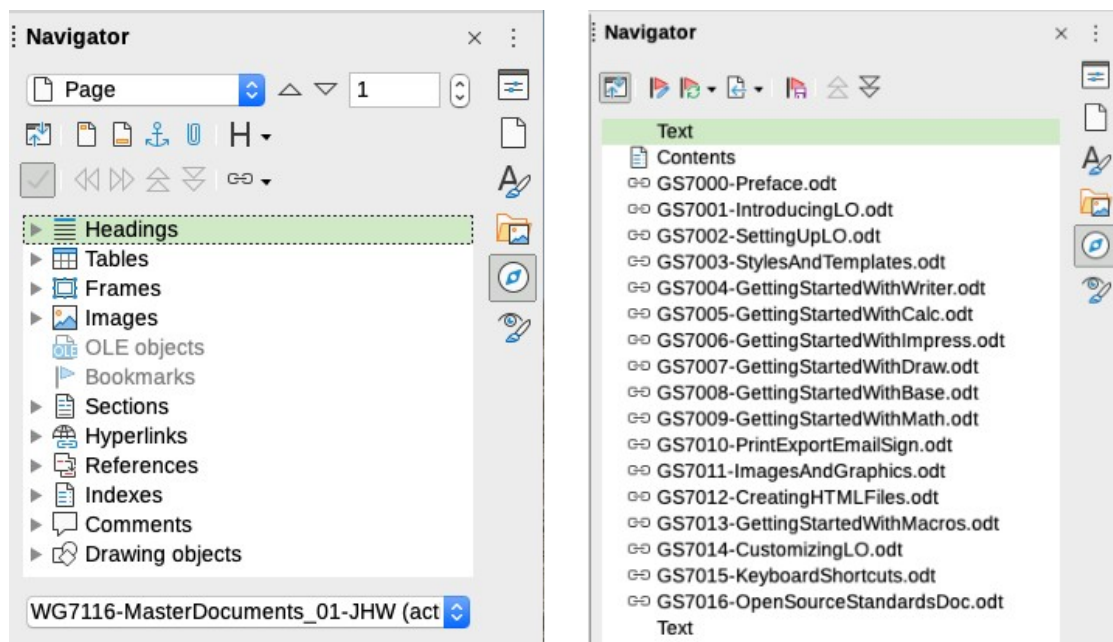 Navigator
Page
1
H
Headings
Tables
Frames
Images
OLE objects
Bookmarks
Sections
Hyperlinks
References
Indexes
Comments
Drawing objects
WG7116-MasterDocuments_01-JHW (act
Navigator
Text
Contents
GS7000-Preface.odt
GS7001-IntroducingLO.odt
GS7002-SettingUpLO.odt
GS7003-StylesAndTemplates.odt
GS7004-GettingStartedWithWriter.odt
GS7005-GettingStartedWithCalc.odt
GS7006-GettingStartedWithImpress.odt
GS7007-GettingStartedWithDraw.odt
GS7008-GettingStartedWithBase.odt
GS7009-GettingStartedWithMath.odt
GS7010-PrintExportEmailSign.odt
GS7011-ImagesAndGraphics.odt
GS7012-CreatingHTMLFiles.odt
GS7013-GettingStartedWithMacros.odt
GS7014-CustomizingLO.odt
GS7015-KeyboardShortcuts.odt
GS7016-OpenSourceStandardsDoc.odt
Text